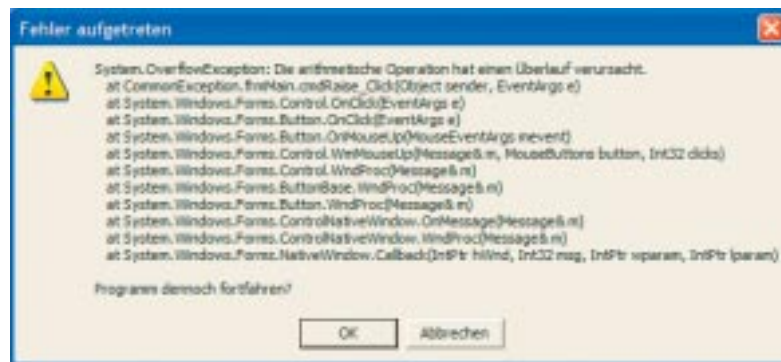 Fehler aufgetreten
System.OverflowException: Die arithmetische Operation hat einen Überlauf verursacht.
at CommonException.frmMain.cmdRaise_Click(Object sender, EventArgs e)
at System.Windows.Forms.Control.OnClick(EventArgs e)
at System.Windows.Forms.Button.OnClick(EventArgs e)
at System.Windows.Forms.Button.OnMouseUp(MouseEventArgs mevent)
at System.Windows.Forms.Control.WmMouseUp(Message& m, MouseButtons button, Int32 clicks)
at System.Windows.Forms.Control.WndProc(Message& m)
at System.Windows.Forms.ButtonBase.WndProc(Message& m)
at System.Windows.Forms.Button.WndProc(Message& m)
at System.Windows.Forms.ControlNativeWindow.OnMessage(Message& m)
at System.Windows.Forms.ControlNativeWindow.WndProc(Message& m)
at System.Windows.Forms.NativeWindow.Callback(IntPtr hWnd, Int32 msg, IntPtr wparam, IntPtr lparam)
Programm dennoch fortfahren?
OK
Abbrechen